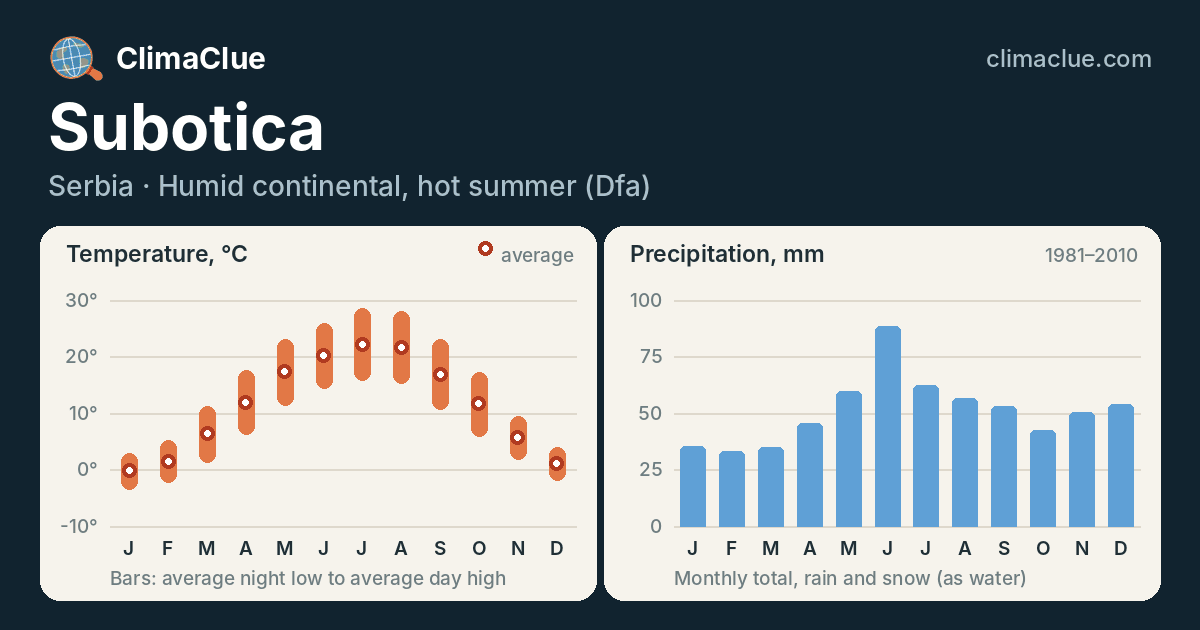 ClimaClue
climaclue.com
Subotica
Serbia · Humid continental, hot summer (Dfa)
Temperature, °C
average
30°
20°
10°
0°
-10°
J F M A M J J A S O N D
Bars: average night low to average day high
Precipitation, mm
1981–2010
100
75
50
25
0
J F M A M J J A S O N D
Monthly total, rain and snow (as water)